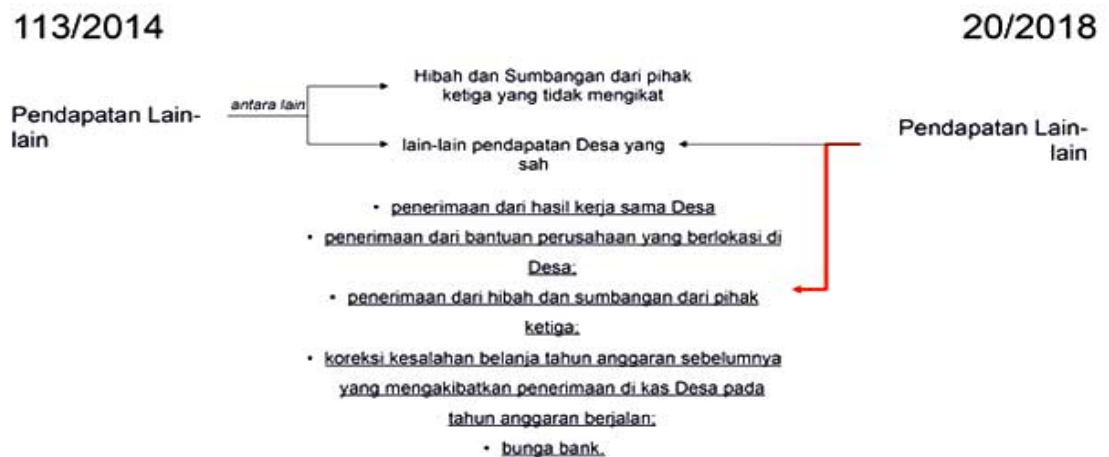 113/2014
20/2018
Pendapatan Lain-
lain
antara lain
Hibah dan Sumbangan dari pihak
ketiga yang tidak mengikat
lain-lain pendapatan Desa yang
sah
Pendapatan Lain-
lain
• penerimaan dari hasil kerja sama Desa
• penerimaan dari bantuan perusahaan yang berlokasi di
Desa;
• penerimaan dari hibah dan sumbangan dari pihak
ketiga;
• koreksi kesalahan belanja tahun anggaran sebelumnya
yang mengakibatkan penerimaan di kas Desa pada
tahun anggaran berjalan;
• bunga bank.